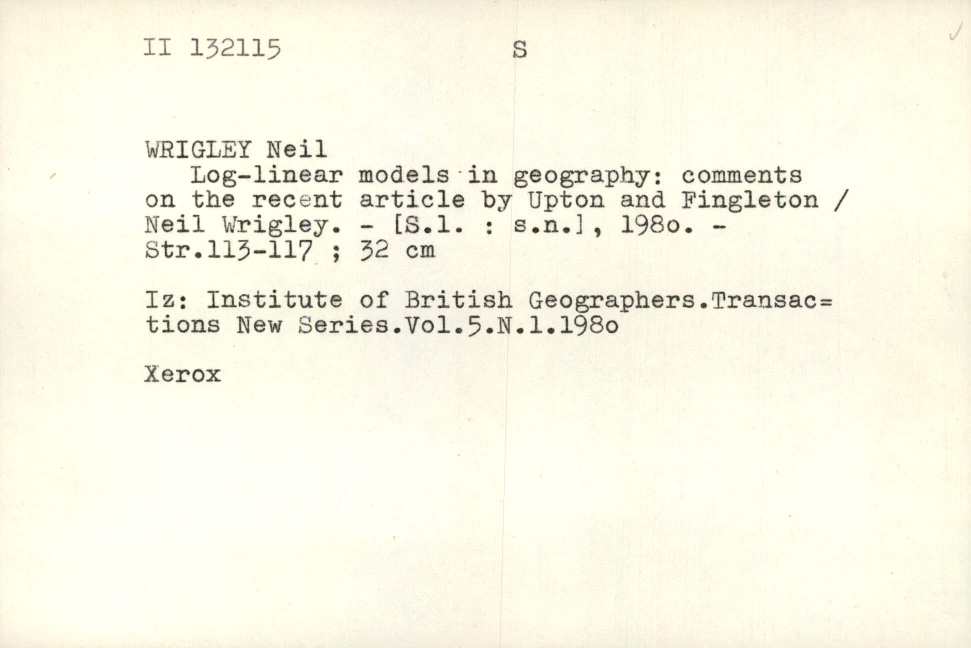 II 132115 S
WRIGLEY Neil
Log-linear models in geography: comments
on the recent article by Upton and Fingleton /
Neil Wrigley. - [S.l. : s.n.], 198o. -
Str.113-117 ; 32 cm
Iz: Institute of British Geographers.Transac=
tions New Series.Vol.5.N.1.198o
Xerox